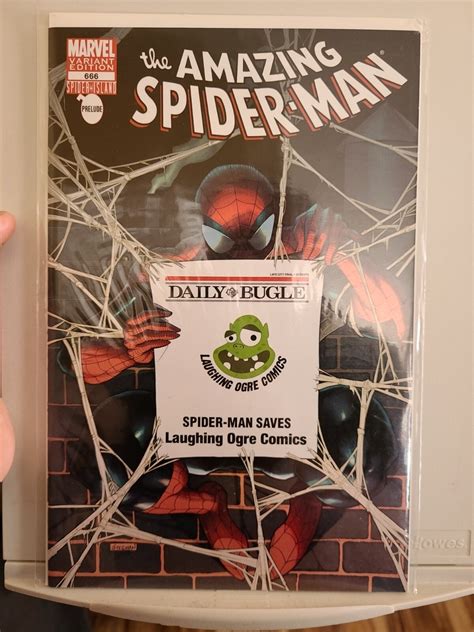 MARVEL
VARIANT
EDITION
666
SPIDER-ISLAND
PRELUDE
the AMAZING
SPIDER-MAN
DAILY BUGLE
LAUGHING OGRE COMICS
SPIDER-MAN SAVES
Laughing Ogre Comics